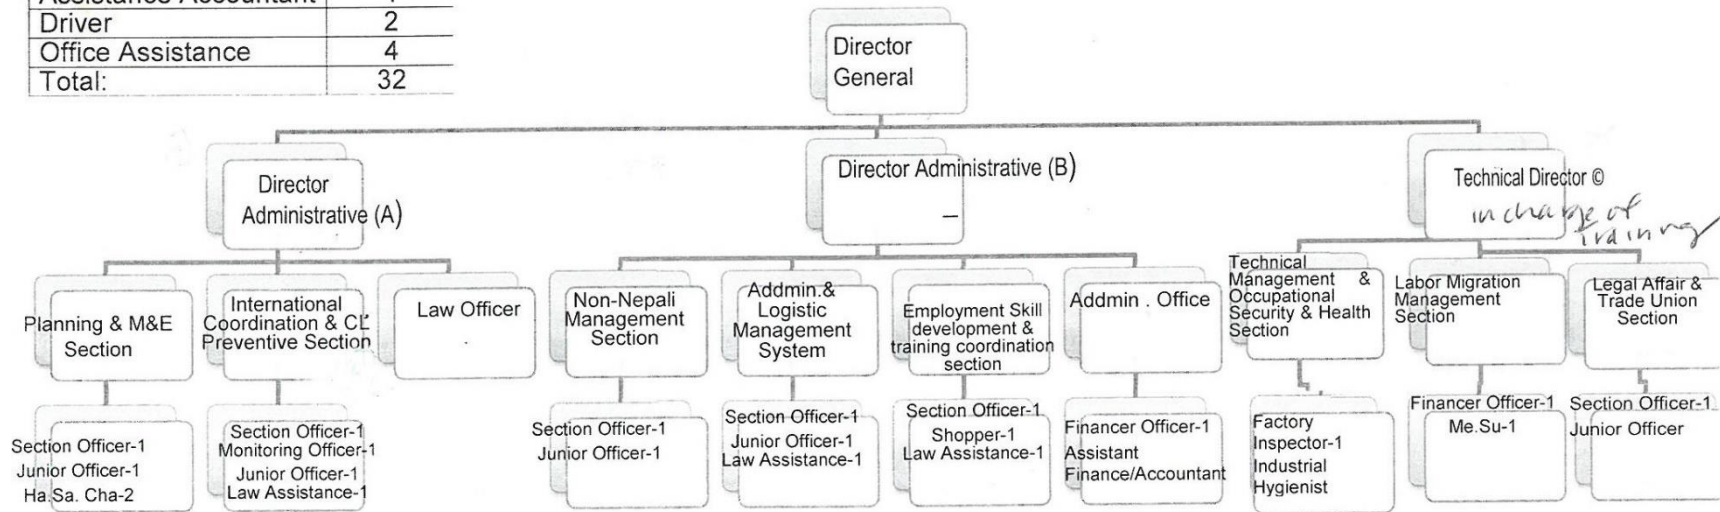 Driver 2
Office Assistance 4
Total: 32
Director
General
Director
Administrative (A)
Director Administrative (B)
–
Technical Director ©
in charge of
training
Planning & M&E
Section
International
Coordination & CL
Preventive Section
Law Officer
Non-Nepali
Management
Section
Addmin.&
Logistic
Management
System
Employment Skill
development &
training coordination
section
Addmin . Office
Technical
Management &
Occupational
Security & Health
Section
Labor Migration
Management
Section
Legal Affair &
Trade Union
Section
Section Officer-1
Junior Officer-1
Ha.Sa. Cha-2
Section Officer-1
Monitoring Officer-1
Junior Officer-1
Law Assistance-1
Section Officer-1
Junior Officer-1
Section Officer-1
Junior Officer-1
Law Assistance-1
Section Officer-1
Shopper-1
Law Assistance-1
Financer Officer-1
Assistant
Finance/Accountant
Factory
Inspector-1
Industrial
Hygienist
Financer Officer-1
Me.Su-1
Section Officer-1
Junior Officer